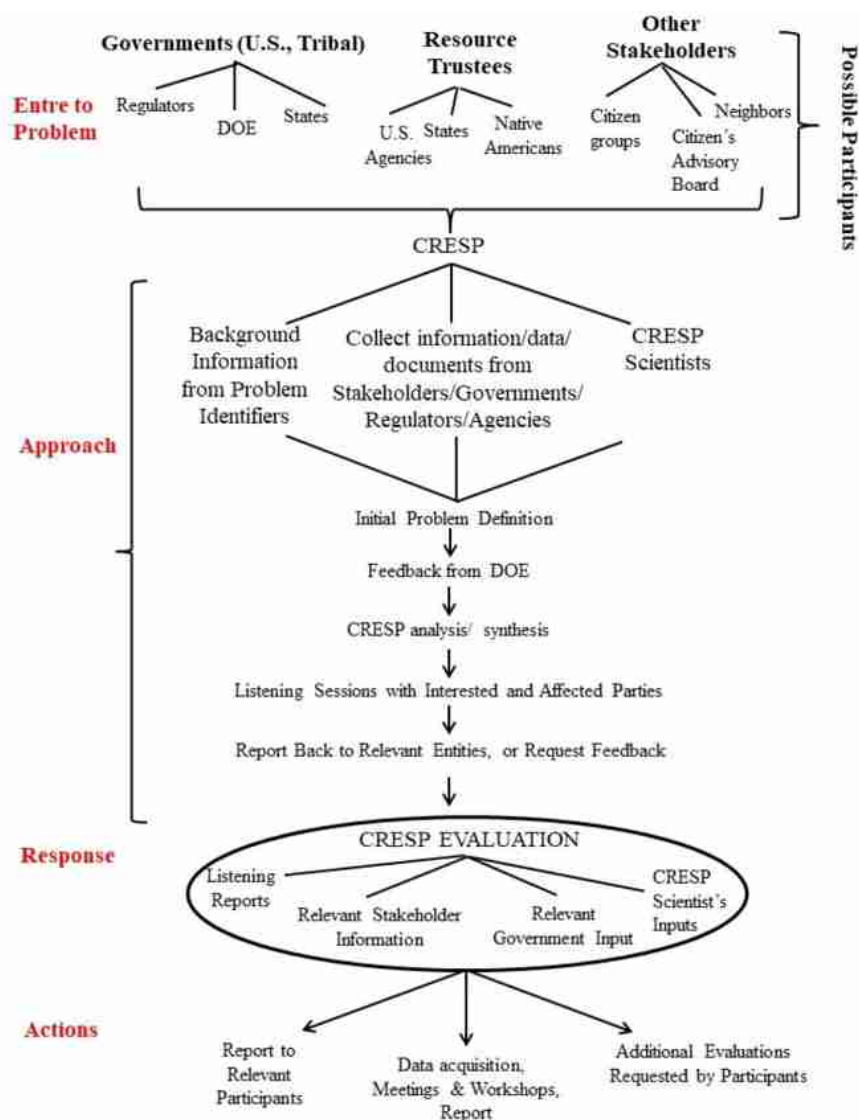 Governments (U.S., Tribal)
Resource
Trustees
Other
Stakeholders
Possible Participants
Entre to
Problem
Regulators
DOE
States
U.S.
Agencies
States
Native
Americans
Citizen
groups
Citizen´s
Advisory
Board
Neighbors
CRESP
Approach
Background
Information
from Problem
Identifiers
Collect information/data/
documents from
Stakeholders/Governments/
Regulators/Agencies
CRESP
Scientists
Initial Problem Definition
Feedback from DOE
CRESP analysis/ synthesis
Listening Sessions with Interested and Affected Parties
Report Back to Relevant Entities, or Request Feedback
Response
CRESP EVALUATION
Listening
Reports
Relevant Stakeholder
Information
Relevant
Government Input
CRESP
Scientist´s
Inputs
Actions
Report to
Relevant
Participants
Data acquisition,
Meetings & Workshops,
Report
Additional Evaluations
Requested by Participants